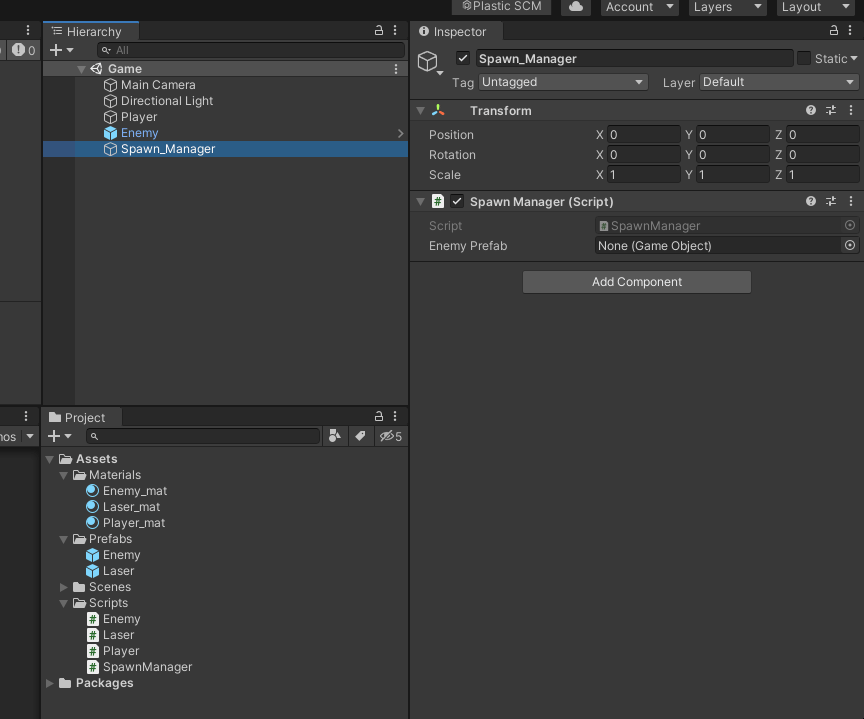 Plastic SCM Account Layers Layout
Hierarchy
0
All
Game
Main Camera
Directional Light
Player
Enemy
Spawn_Manager
Inspector
Spawn_Manager Static
Tag Untagged Layer Default
Transform
Position X 0 Y 0 Z 0
Rotation X 0 Y 0 Z 0
Scale X 1 Y 1 Z 1
# Spawn Manager (Script)
Script # SpawnManager
Enemy Prefab None (Game Object)
Add Component
Project
nos
5
Assets
Materials
Enemy_mat
Laser_mat
Player_mat
Prefabs
Enemy
Laser
Scenes
Scripts
# Enemy
# Laser
# Player
# SpawnManager
Packages